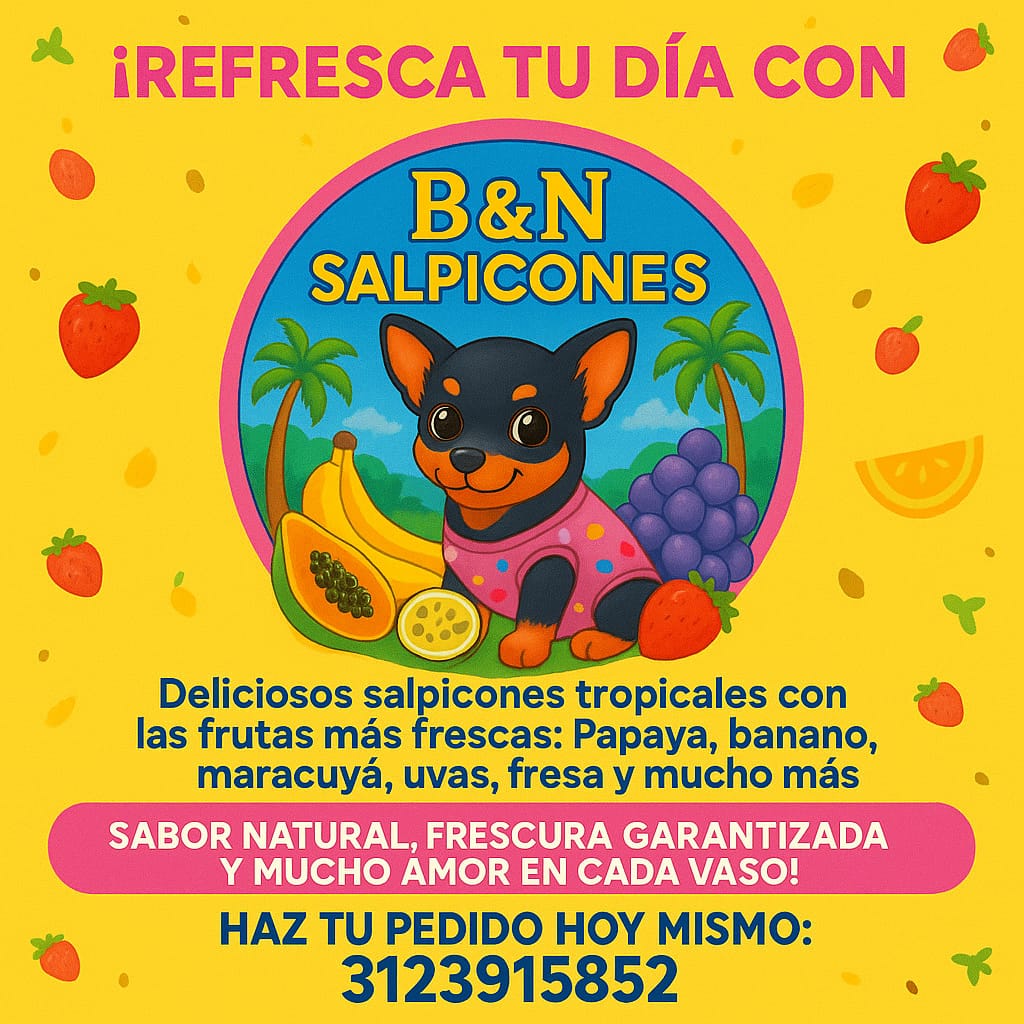 ¡REFRESCA TU DÍA CON
B&N
SALPICONES
Deliciosos salpicones tropicales con
las frutas más frescas: Papaya, banano,
maracuyá, uvas, fresa y mucho más
SABOR NATURAL, FRESCURA GARANTIZADA
Y MUCHO AMOR EN CADA VASO!
HAZ TU PEDIDO HOY MISMO:
3123915852